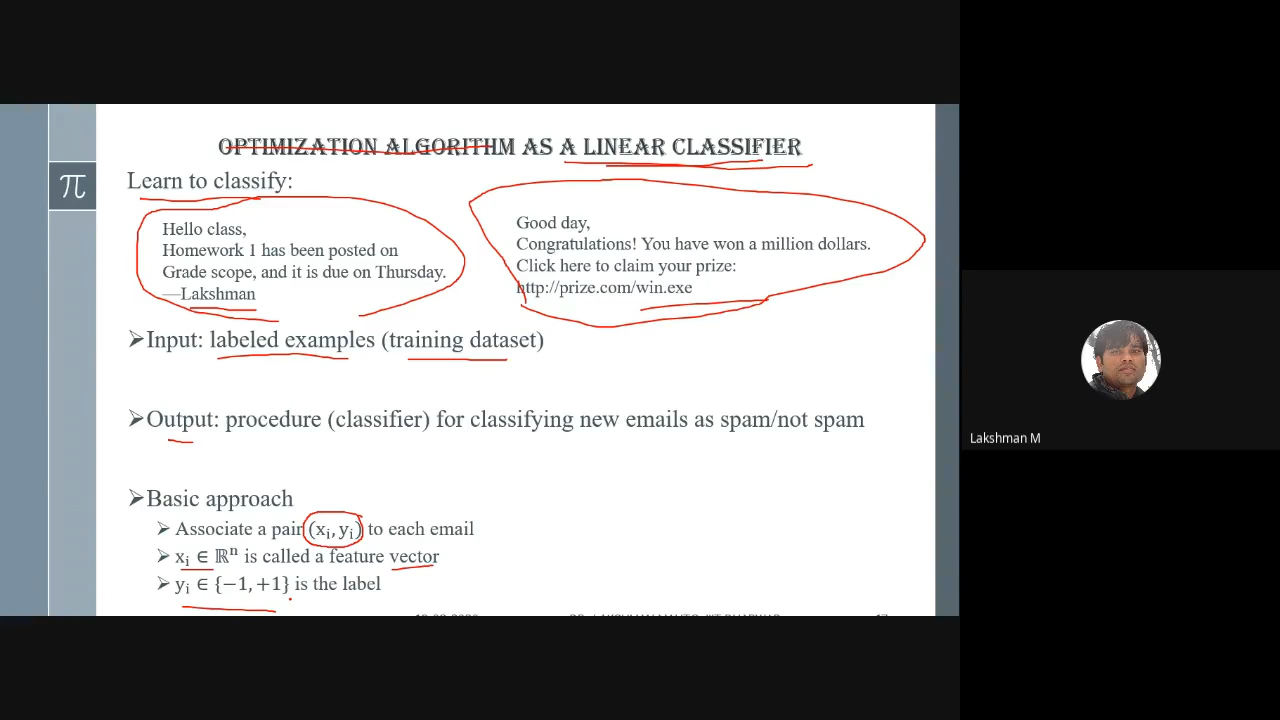 OPTIMIZATION ALGORITHM AS A LINEAR CLASSIFIER
π
Learn to classify:
Hello class,
Homework 1 has been posted on
Grade scope, and it is due on Thursday.
—Lakshman
Good day,
Congratulations! You have won a million dollars.
Click here to claim your prize:
http://prize.com/win.exe
➢Input: labeled examples (training dataset)
➢Output: procedure (classifier) for classifying new emails as spam/not spam
➢Basic approach
➢ Associate a pair (xᵢ, yᵢ) to each email
➢ xᵢ ∈ ℝⁿ is called a feature vector
➢ yᵢ ∈ {−1, +1} is the label
Lakshman M